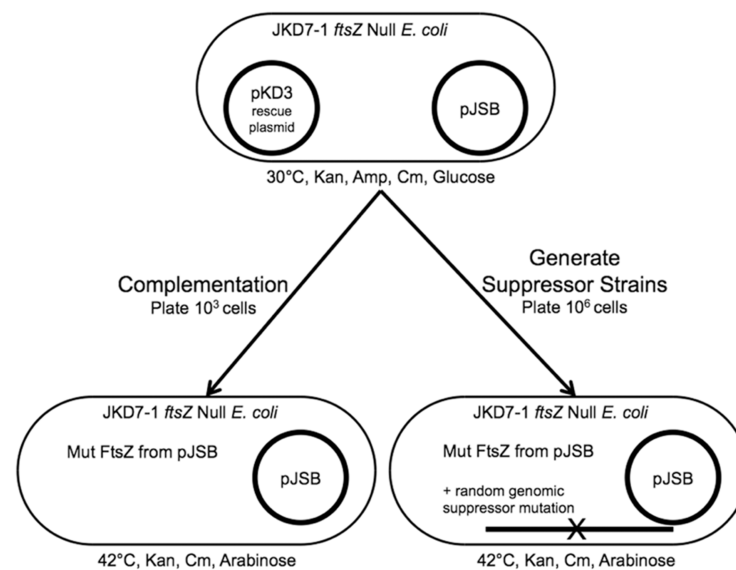 JKD7-1 ftsZ Null E. coli
pKD3
rescue
plasmid
pJSB
30°C, Kan, Amp, Cm, Glucose
Complementation
Plate 10³ cells
Generate
Suppressor Strains
Plate 10⁶ cells
JKD7-1 ftsZ Null E. coli
Mut FtsZ from pJSB
pJSB
42°C, Kan, Cm, Arabinose
JKD7-1 ftsZ Null E. coli
Mut FtsZ from pJSB
pJSB
+ random genomic
suppressor mutation
X
42°C, Kan, Cm, Arabinose